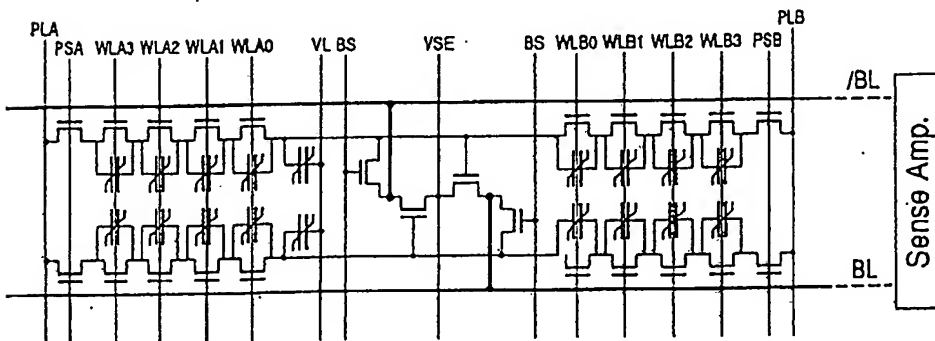 PLA PLB
PSA WLA3 WLA2 WLA1 WLA0 VL BS VSE BS WLB0 WLB1 WLB2 WLB3 PSB
/BL
Sense Amp.
BL